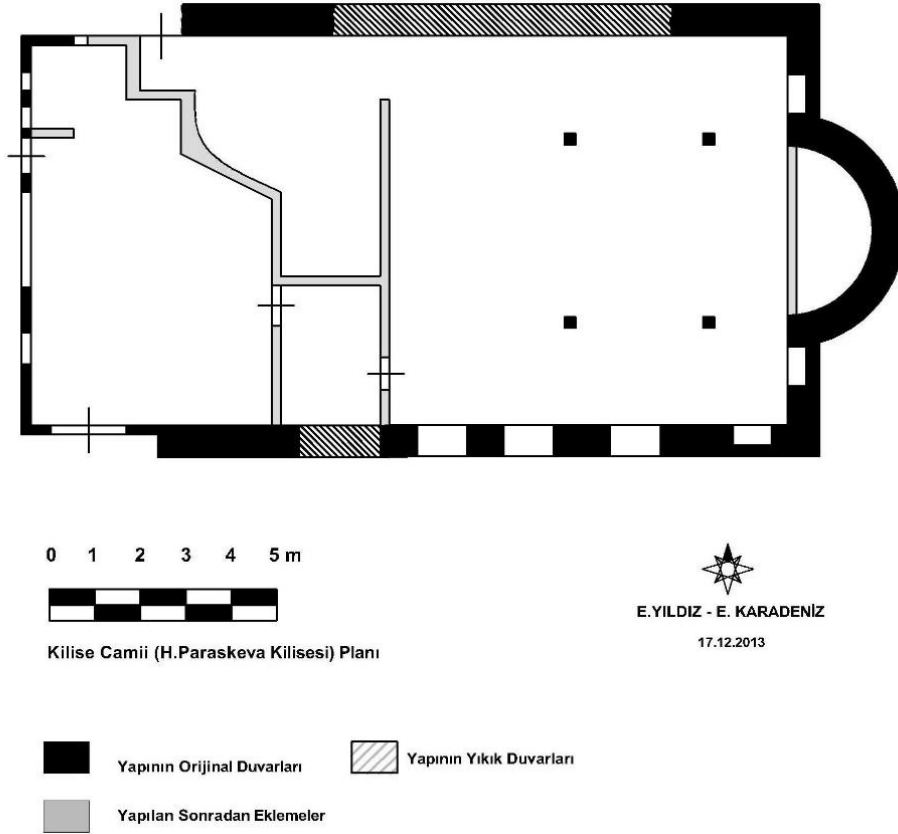 0 1 2 3 4 5 m
E.YILDIZ - E. KARADENİZ
17.12.2013
Kilise Camii (H.Paraskeva Kilisesi) Planı
Yapının Orijinal Duvarları
Yapının Yıkık Duvarları
Yapılan Sonradan Eklemeler